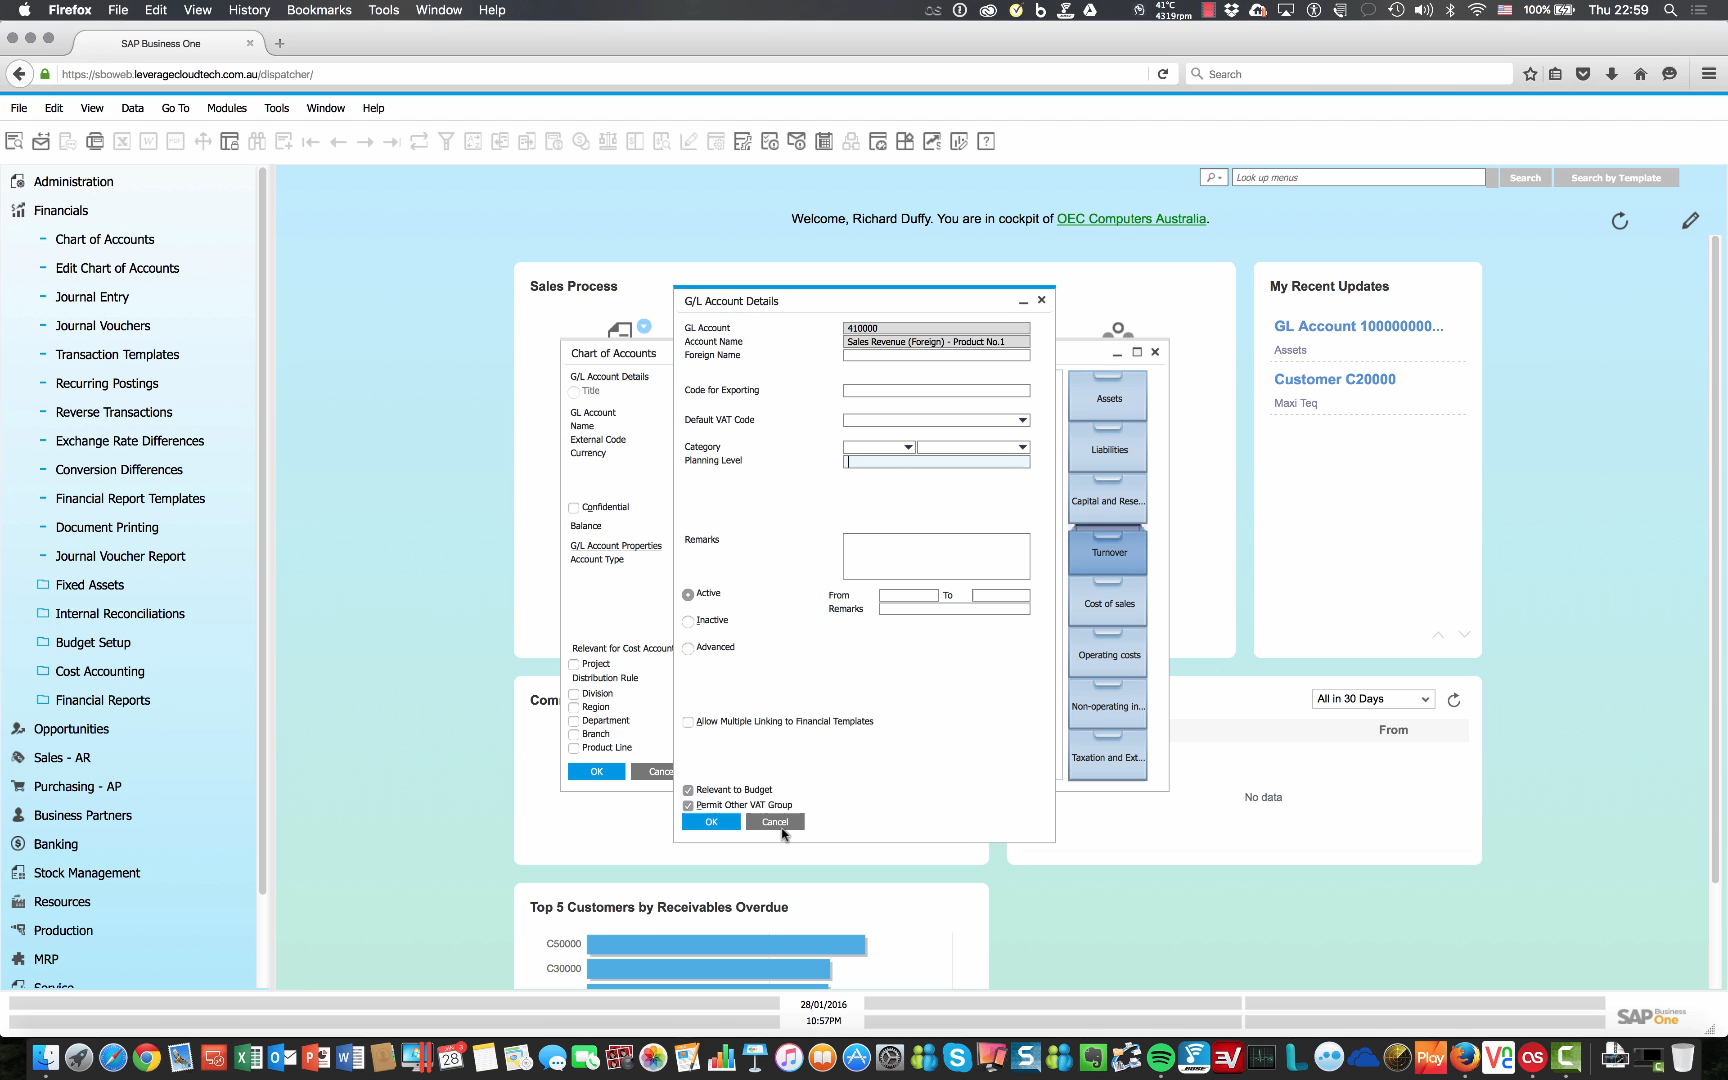 Firefox File Edit View History Bookmarks Tools Window Help
41°C
4319rpm
100%
Thu 22:59
SAP Business One
https://sboweb.leveragecloudtech.com.au/dispatcher/
Search
File Edit View Data Go To Modules Tools Window Help
Administration
Financials
Chart of Accounts
Edit Chart of Accounts
Journal Entry
Journal Vouchers
Transaction Templates
Recurring Postings
Reverse Transactions
Exchange Rate Differences
Conversion Differences
Financial Report Templates
Document Printing
Journal Voucher Report
Fixed Assets
Internal Reconciliations
Budget Setup
Cost Accounting
Financial Reports
Opportunities
Sales - AR
Purchasing - AP
Business Partners
Banking
Stock Management
Resources
Production
MRP
Service
Look up menus
Search
Search by Template
Welcome, Richard Duffy. You are in cockpit of OEC Computers Australia.
Sales Process
My Recent Updates
GL Account 100000000...
Assets
Customer C20000
Maxi Teq
Chart of Accounts
G/L Account Details
Title
GL Account
Name
External Code
Currency
Confidential
Balance
G/L Account Properties
Account Type
Relevant for Cost Account
Project
Distribution Rule
Division
Region
Department
Branch
Product Line
OK
Cance
G/L Account Details
GL Account 410000
Account Name Sales Revenue (Foreign) - Product No.1
Foreign Name
Code for Exporting
Default VAT Code
Category
Planning Level
Remarks
Active
From To
Remarks
Inactive
Advanced
Allow Multiple Linking to Financial Templates
Relevant to Budget
Permit Other VAT Group
OK
Cancel
Assets
Liabilities
Capital and Rese...
Turnover
Cost of sales
Operating costs
Non-operating in...
Taxation and Ext...
Com
All in 30 Days
From
No data
Top 5 Customers by Receivables Overdue
C50000
C30000
28/01/2016
10:57PM
SAP Business One
28
Play